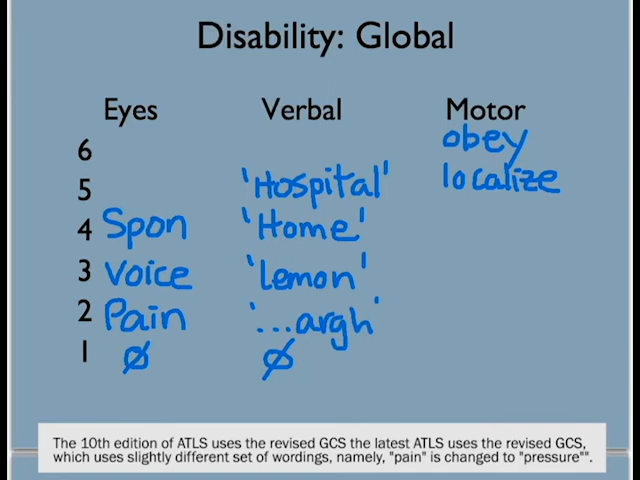 Disability: Global
Eyes Verbal Motor
6 obey
5 'Hospital' localize
4 Spon 'Home'
3 voice 'lemon'
2 Pain '...argh'
1 Ø Ø
The 10th edition of ATLS uses the revised GCS the latest ATLS uses the revised GCS,
which uses slightly different set of wordings, namely, "pain" is changed to "pressure"".